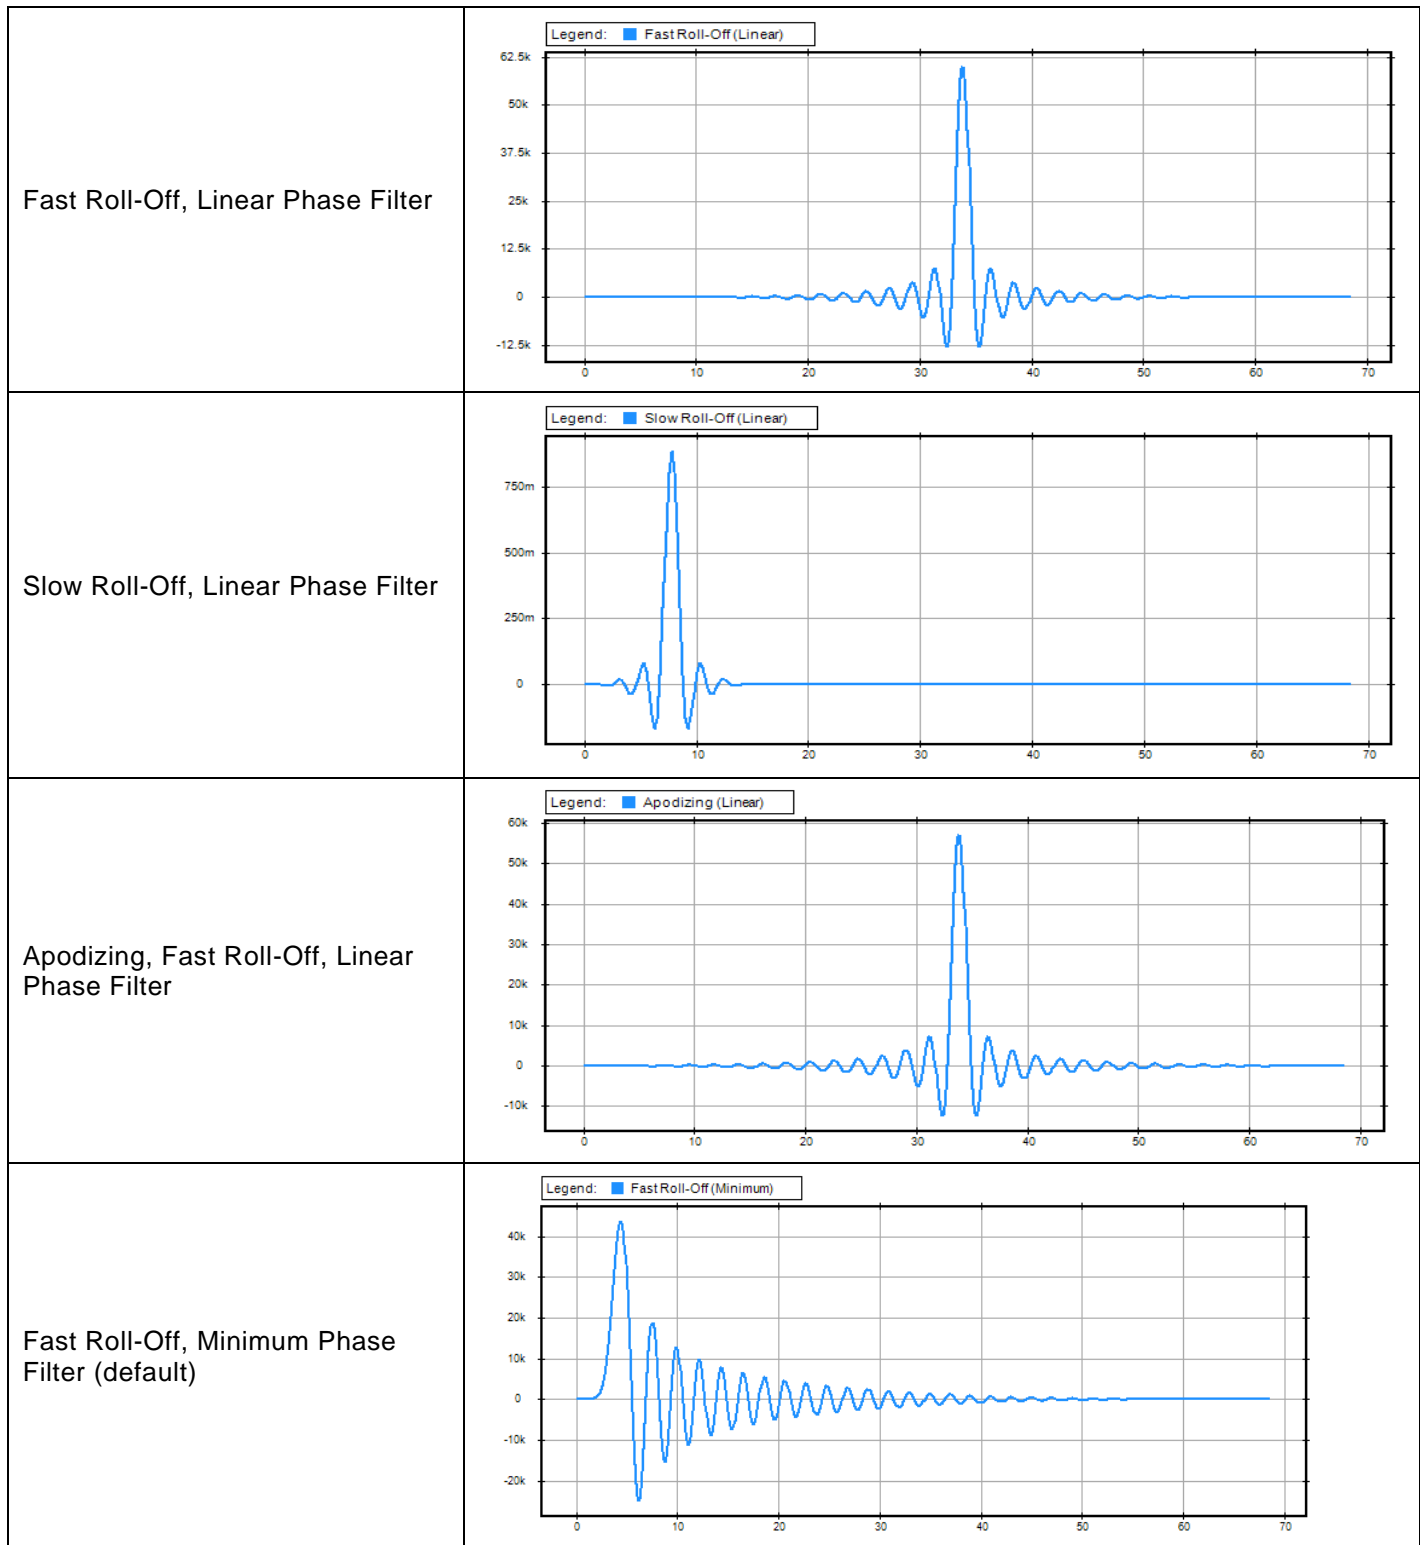 Fast Roll-Off, Linear Phase Filter
Legend: Fast Roll-Off (Linear)
62.5k
50k
37.5k
25k
12.5k
0
-12.5k
0 10 20 30 40 50 60 70
Slow Roll-Off, Linear Phase Filter
Legend: Slow Roll-Off (Linear)
750m
500m
250m
0
0 10 20 30 40 50 60 70
Apodizing, Fast Roll-Off, Linear
Phase Filter
Legend: Apodizing (Linear)
60k
50k
40k
30k
20k
10k
0
-10k
0 10 20 30 40 50 60 70
Fast Roll-Off, Minimum Phase
Filter (default)
Legend: Fast Roll-Off (Minimum)
40k
30k
20k
10k
0
-10k
-20k
0 10 20 30 40 50 60 70